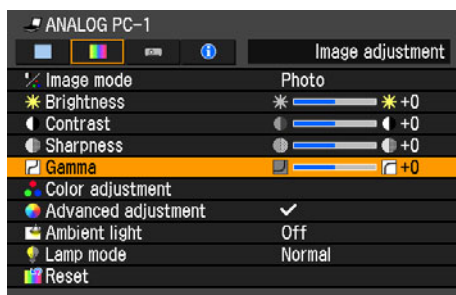 ANALOG PC-1
Image adjustment
Image mode Photo
Brightness +0
Contrast +0
Sharpness +0
Gamma +0
Color adjustment
Advanced adjustment
Ambient light Off
Lamp mode Normal
Reset